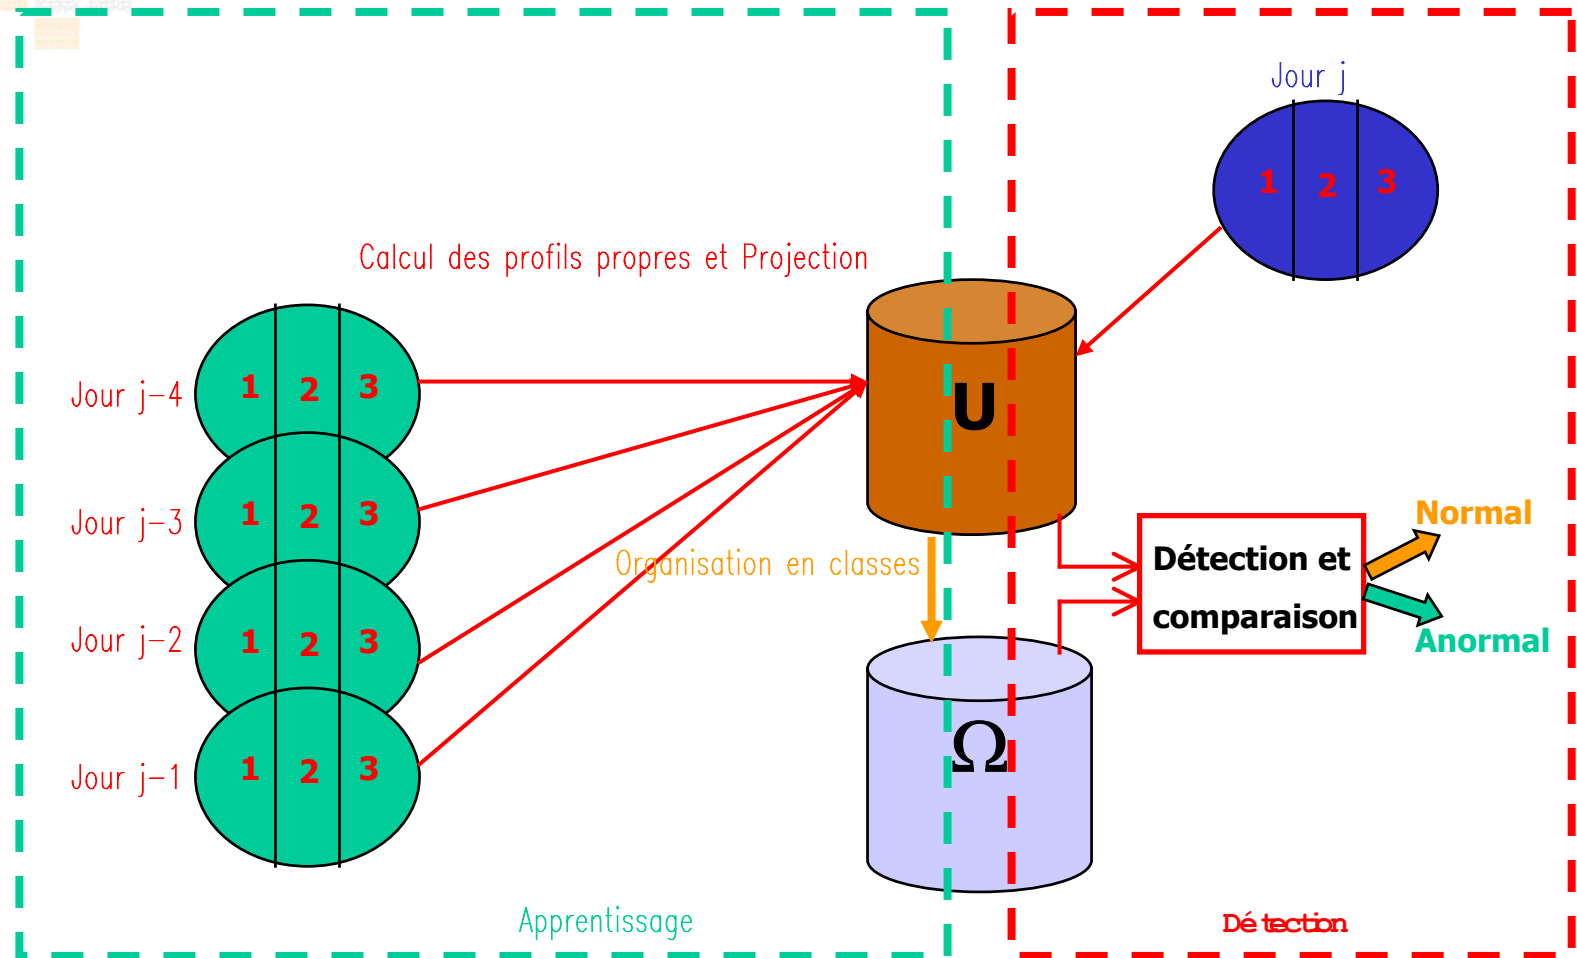 Jour j
1 2 3
Calcul des profils propres et Projection
Jour j-4
1 2 3
U
Jour j-3
1 2 3
Organisation en classes
Détection et
comparaison
Normal
Anormal
Jour j-2
1 2 3
Ω
Jour j-1
1 2 3
Apprentissage
Détection